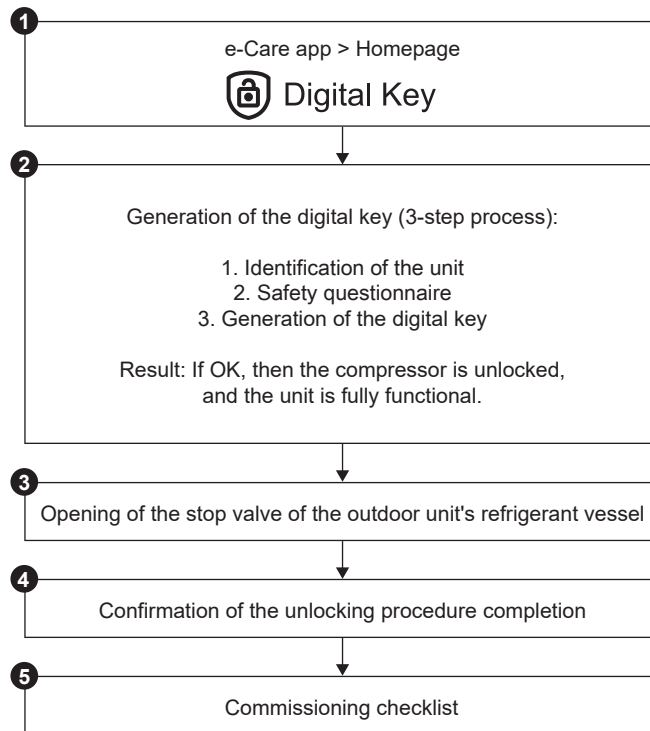 1
e-Care app > Homepage
Digital Key
2
Generation of the digital key (3-step process):
1. Identification of the unit
2. Safety questionnaire
3. Generation of the digital key
Result: If OK, then the compressor is unlocked,
and the unit is fully functional.
3
Opening of the stop valve of the outdoor unit's refrigerant vessel
4
Confirmation of the unlocking procedure completion
5
Commissioning checklist